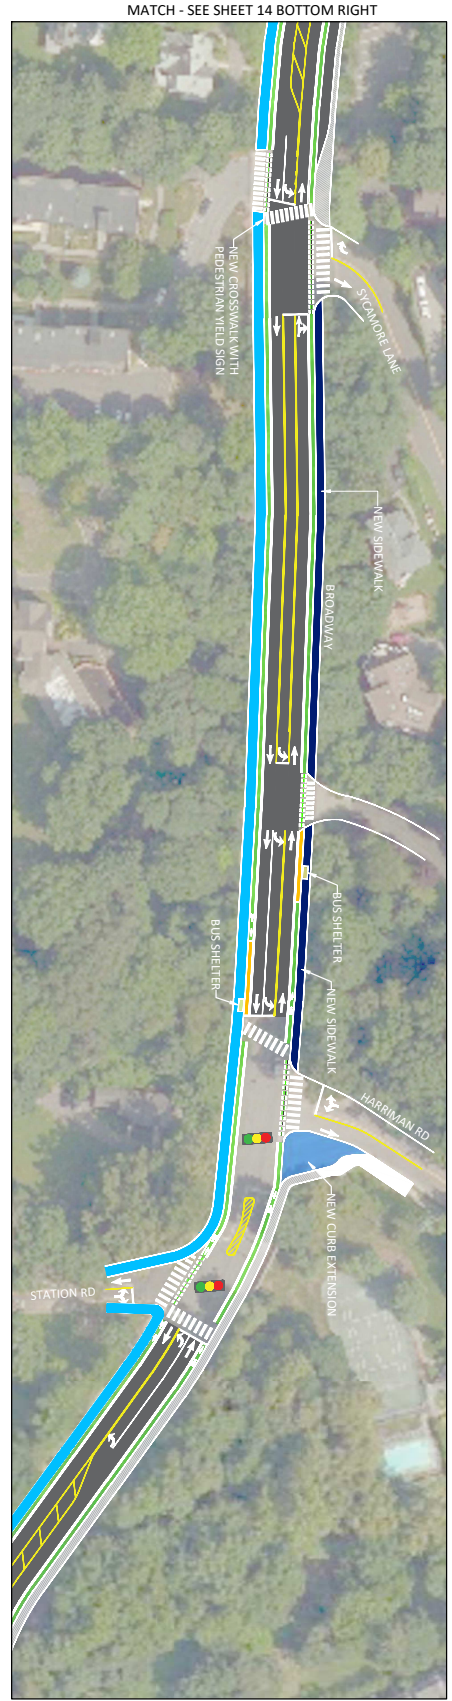 MATCH - SEE SHEET 14 BOTTOM RIGHT
NEW CROSSWALK WITH
PEDESTRIAN YIELD SIGN
SYCAMORE LANE
NEW SIDEWALK
BROADWAY
BUS SHELTER
BUS SHELTER
NEW SIDEWALK
HARRIMAN RD
NEW CURB EXTENSION
STATION RD